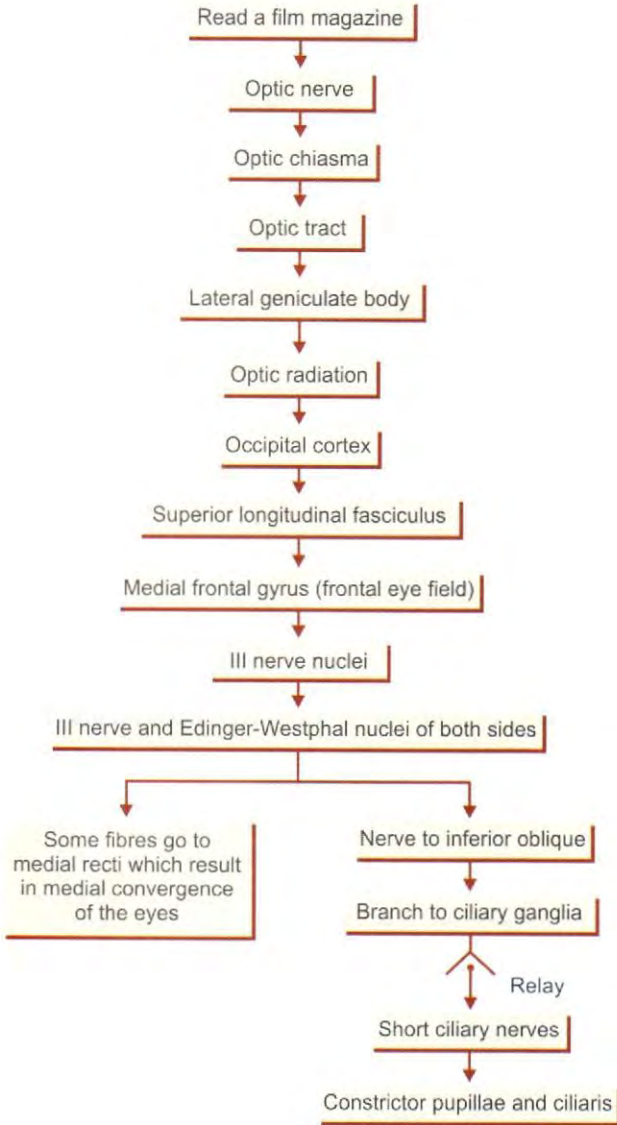 Read a film magazine
Optic nerve
Optic chiasma
Optic tract
Lateral geniculate body
Optic radiation
Occipital cortex
Superior longitudinal fasciculus
Medial frontal gyrus (frontal eye field)
III nerve nuclei
III nerve and Edinger-Westphal nuclei of both sides
Some fibres go to
medial recti which result
in medial convergence
of the eyes
Nerve to inferior oblique
Branch to ciliary ganglia
Relay
Short ciliary nerves
Constrictor pupillae and ciliaris